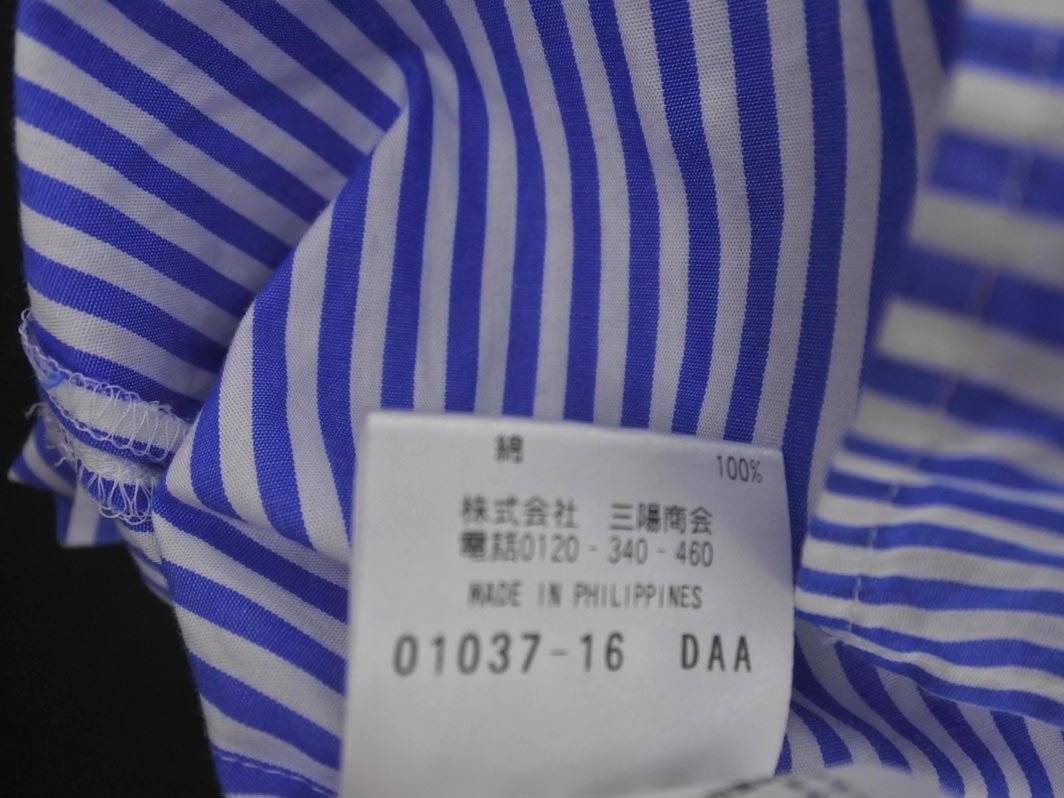 綿 100%
株式会社 三陽商会
電話0120-340-460
MADE IN PHILIPPINES
01037-16 DAA